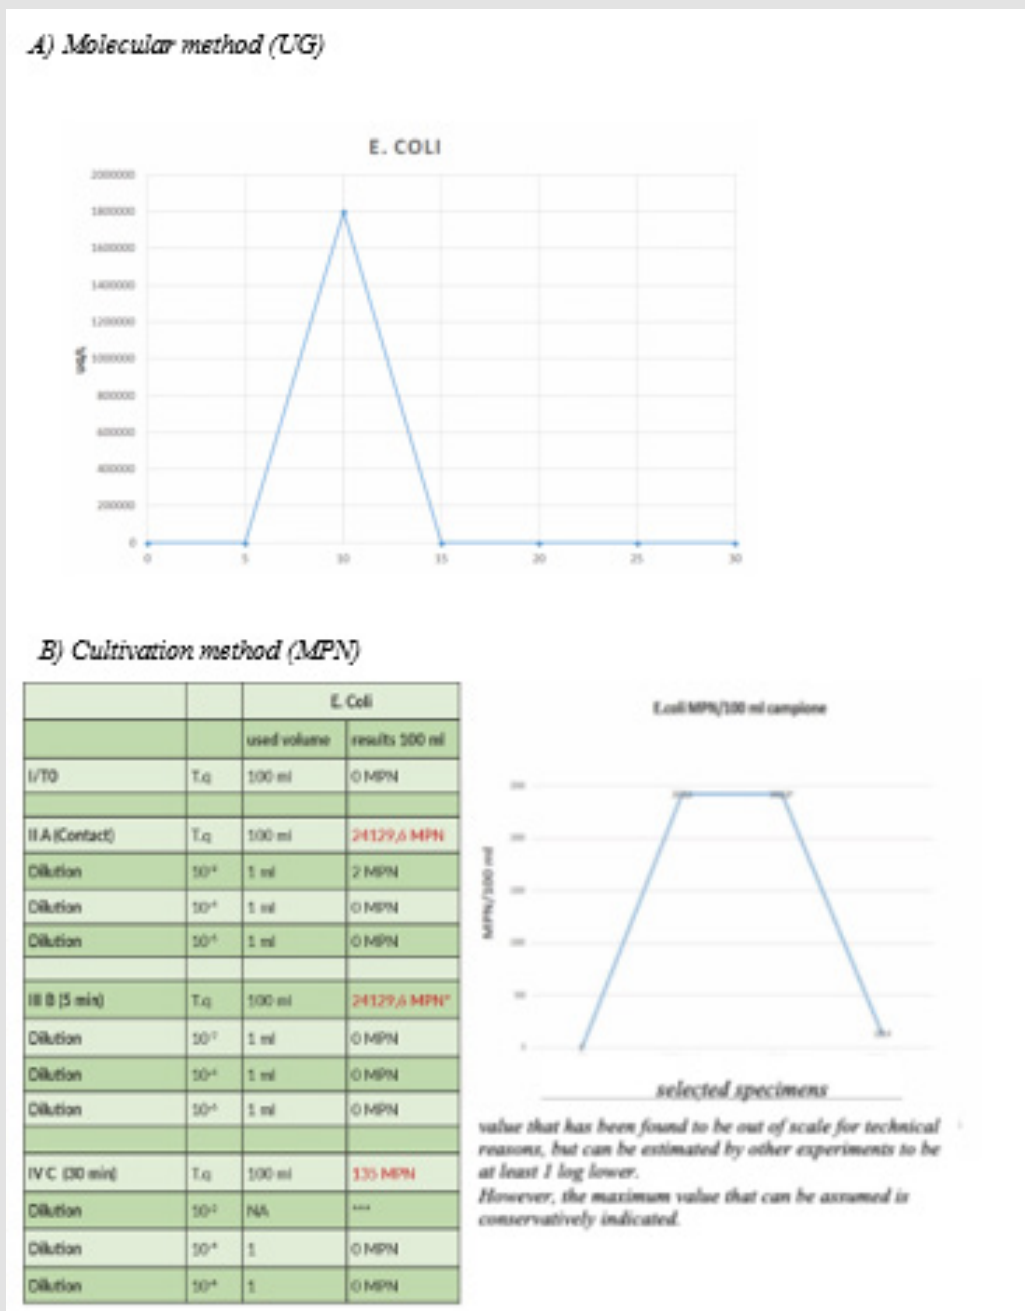 A) Molecular method (UG)
E. COLI
2000000
1800000
1600000
1400000
1200000
1000000
800000
600000
400000
200000
0
ug/l
0 5 10 15 20 25 30
B) Cultivation method (MPN)
E. Coli
used volume results 100 ml
I/T0 T.q 100 ml 0 MPN
II A (Contact) T.q 100 ml 24129,6 MPN
Dilution 1 ml 2 MPN
Dilution 1 ml 0 MPN
Dilution 1 ml 0 MPN
III B (5 min) T.q 100 ml 24129,6 MPN*
Dilution 1 ml 0 MPN
Dilution 1 ml 0 MPN
Dilution 1 ml 0 MPN
IV C (30 min) T.q 100 ml 135 MPN
Dilution NA
Dilution 1 0 MPN
Dilution 1 0 MPN
E.coli MPN/100 ml campione
MPN/100 ml
selected specimens
value that has been found to be out of scale for technical
reasons, but can be estimated by other experiments to be
at least 1 log lower.
However, the maximum value that can be assumed is
conservatively indicated.